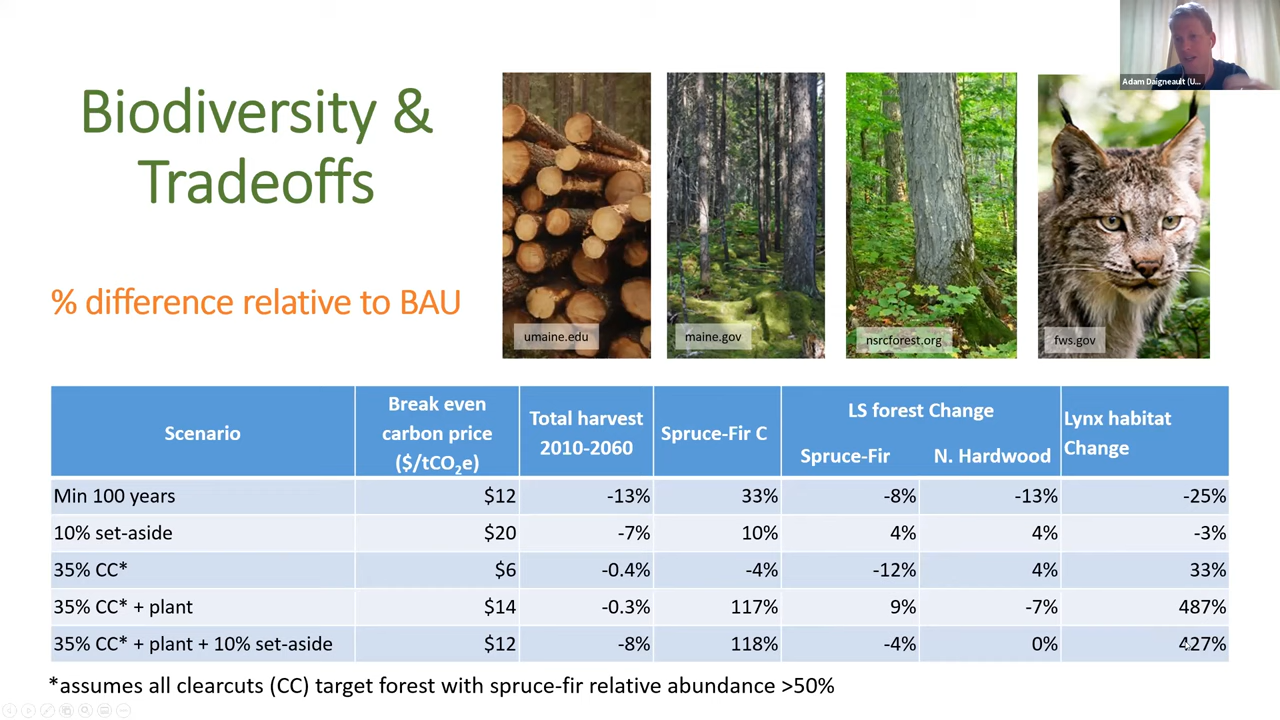 Adam Daigneault (U...
Biodiversity &
Tradeoffs
% difference relative to BAU
umaine.edu
maine.gov
nsrcforest.org
fws.gov
Scenario
Break even
carbon price
($/tCO2e)
Total harvest
2010-2060
Spruce-Fir C
LS forest Change
Spruce-Fir N. Hardwood
Lynx habitat
Change
Min 100 years $12 -13% 33% -8% -13% -25%
10% set-aside $20 -7% 10% 4% 4% -3%
35% CC* $6 -0.4% -4% -12% 4% 33%
35% CC* + plant $14 -0.3% 117% 9% -7% 487%
35% CC* + plant + 10% set-aside $12 -8% 118% -4% 0% 427%
*assumes all clearcuts (CC) target forest with spruce-fir relative abundance >50%